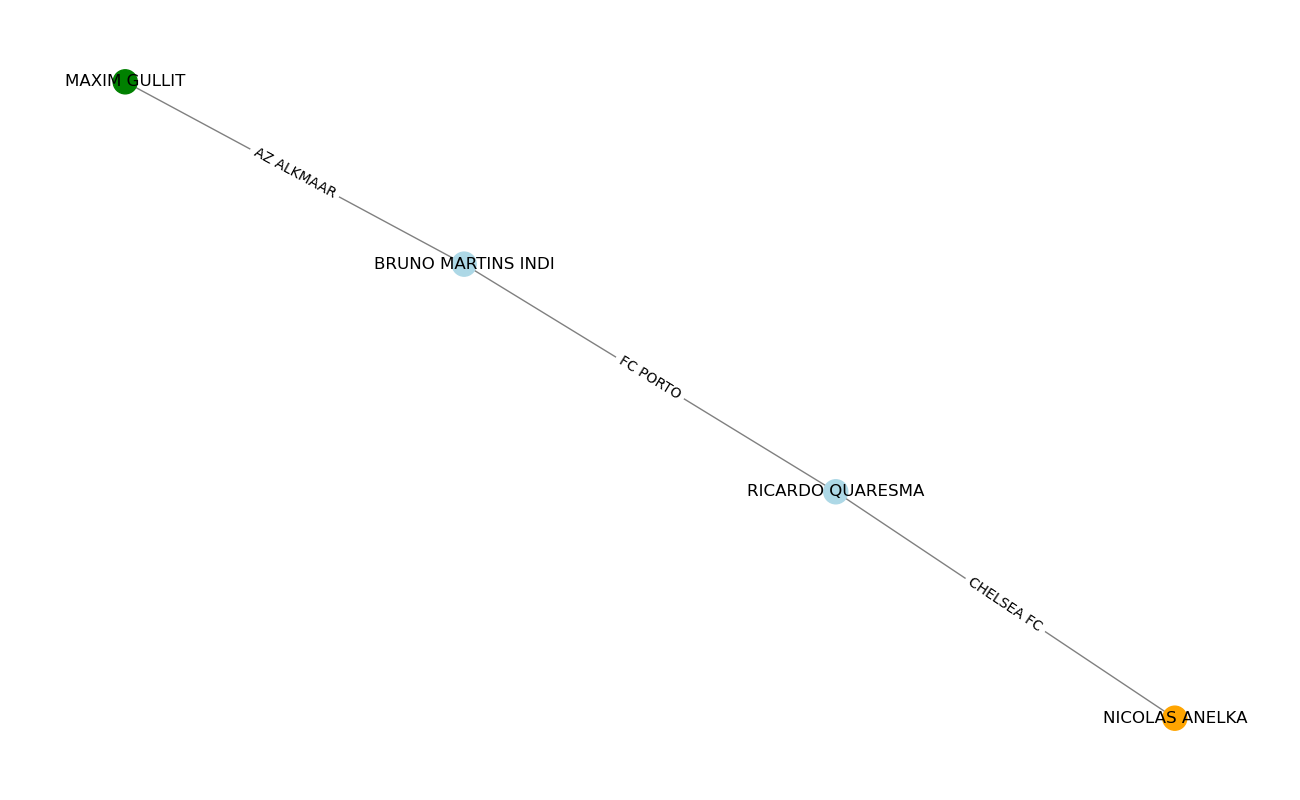 MAXIM GULLIT
AZ ALKMAAR
BRUNO MARTINS INDI
FC PORTO
RICARDO QUARESMA
CHELSEA FC
NICOLAS ANELKA